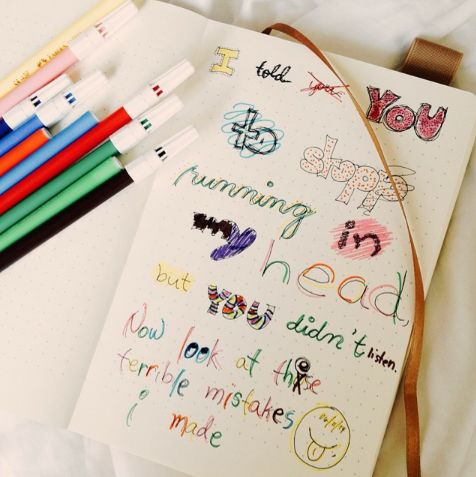 I told you YOU
to stopp
running in
my head
but YOU didn't listen.
Now look at
terrible mistakes
i made